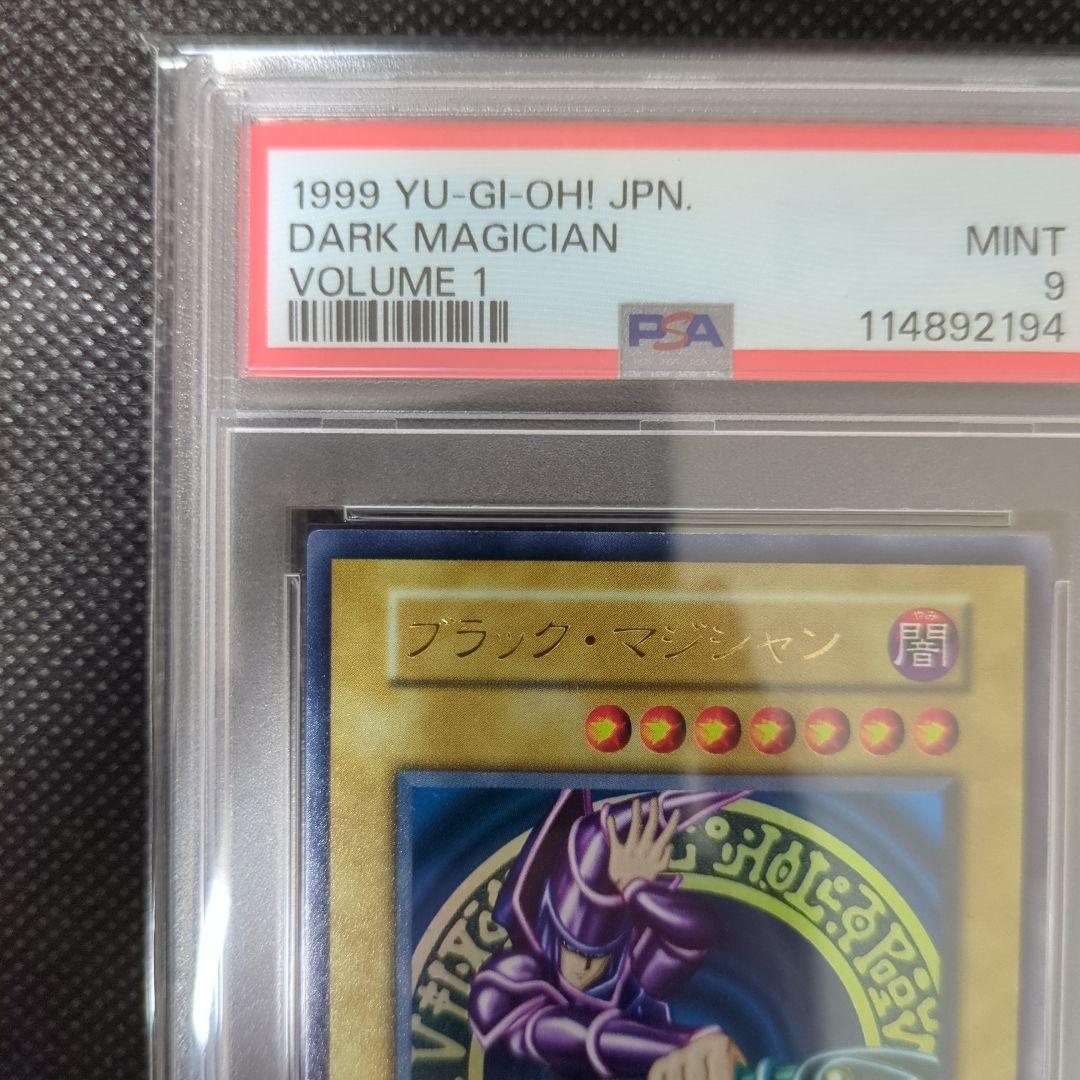 1999 YU-GI-OH! JPN.
DARK MAGICIAN
MINT
VOLUME 1
9
PSA
114892194
ブラック・マジシャン
やみ
闇